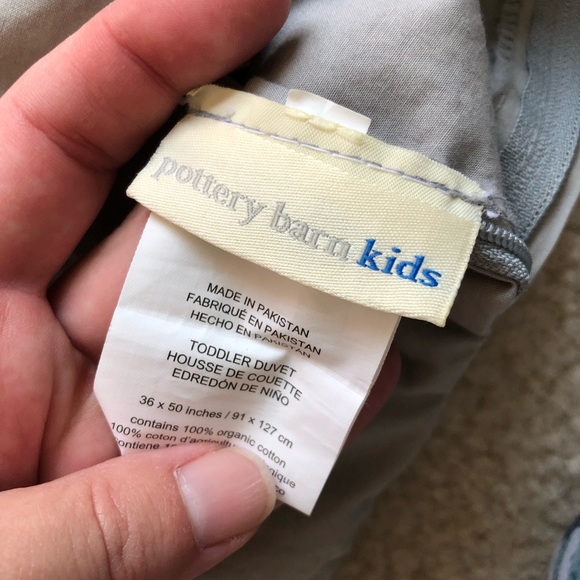 pottery barn kids
MADE IN PAKISTAN
FABRIQUÉ EN PAKISTAN
HECHO EN PAKISTAN
TODDLER DUVET
HOUSSE DE COUETTE
EDREDÓN DE NIÑO
36 x 50 inches / 91 x 127 cm
contains 100% organic cotton
100% coton